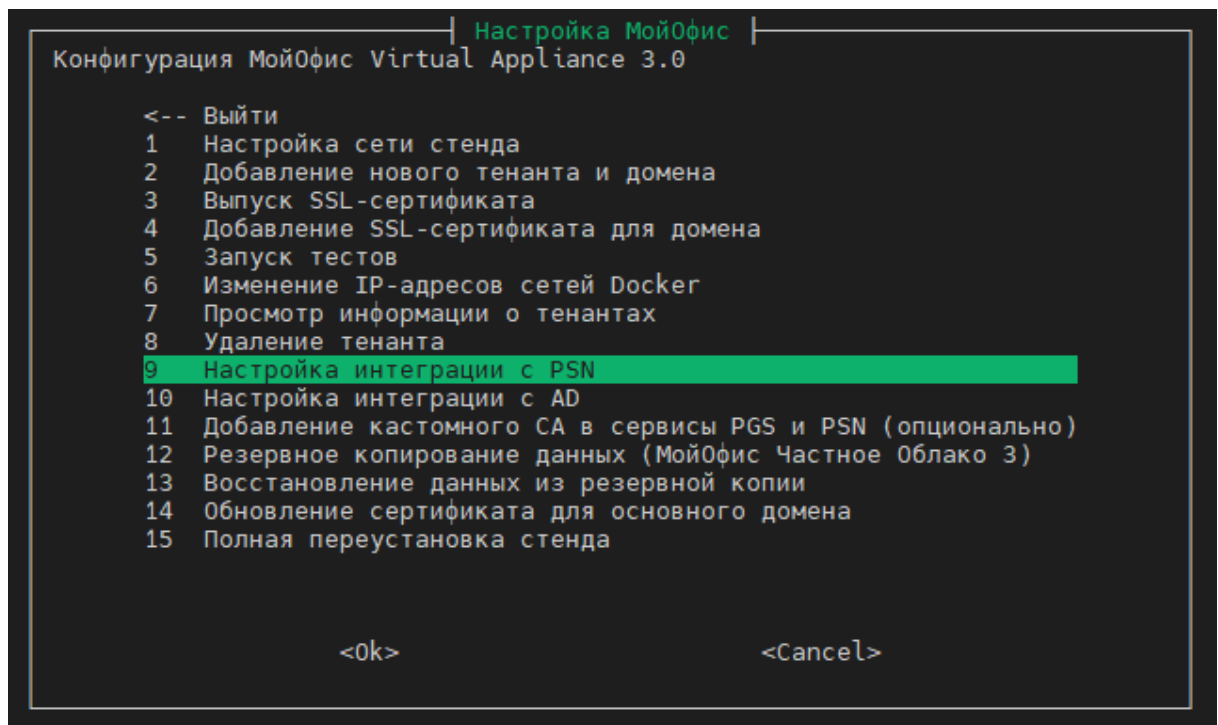 Настройка МойОфис
Конфигурация МойОфис Virtual Appliance 3.0
<-- Выйти
1 Настройка сети стенда
2 Добавление нового тенанта и домена
3 Выпуск SSL-сертификата
4 Добавление SSL-сертификата для домена
5 Запуск тестов
6 Изменение IP-адресов сетей Docker
7 Просмотр информации о тенантах
8 Удаление тенанта
9 Настройка интеграции с PSN
10 Настройка интеграции с AD
11 Добавление кастомного CA в сервисы PGS и PSN (опционально)
12 Резервное копирование данных (МойОфис Частное Облако 3)
13 Восстановление данных из резервной копии
14 Обновление сертификата для основного домена
15 Полная переустановка стенда
<Ok> <Cancel>